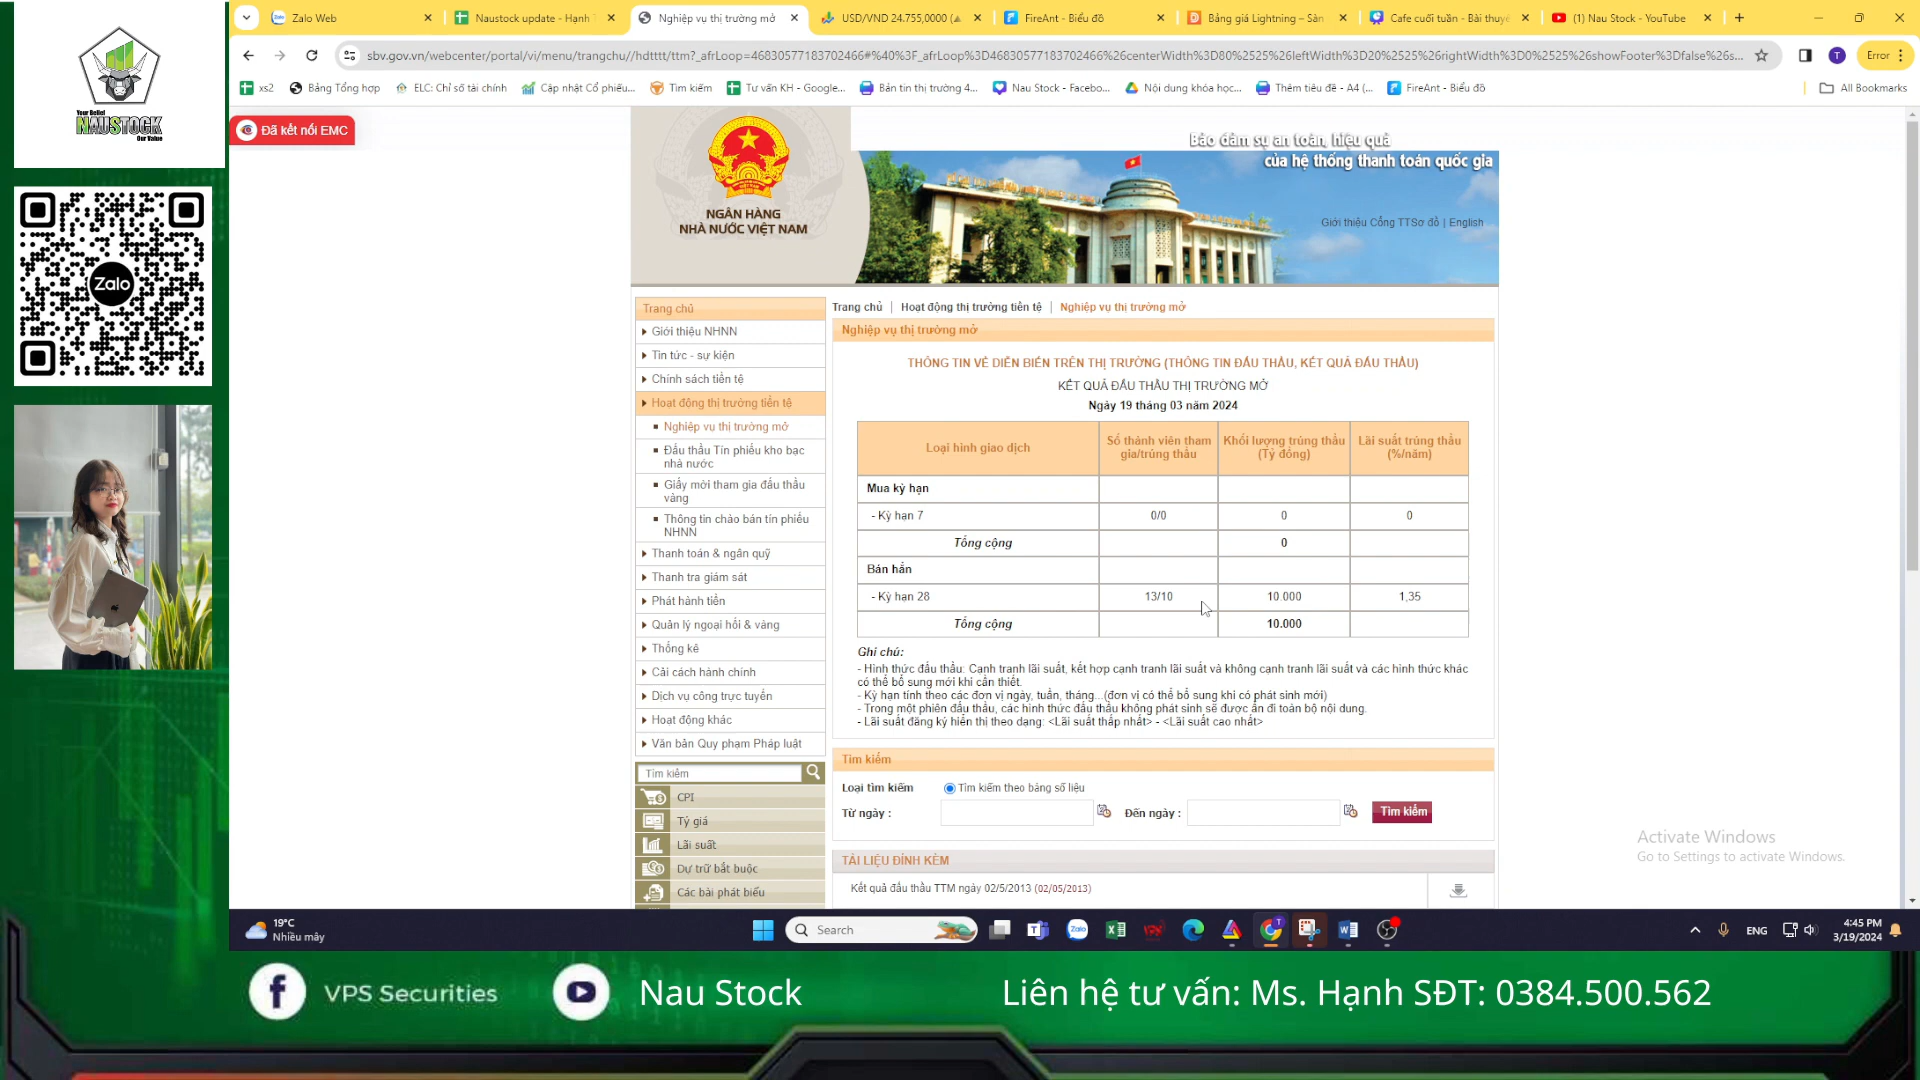 Your Belief
NAUSTOCK
Our Value
Zalo
Zalo Web
Naustock update - Hạnh T
Nghiệp vụ thị trường mở
USD/VND 24.755,0000 (▲
FireAnt - Biểu đồ
Bảng giá Lightning – Sàn
Cafe cuối tuần - Bài thuyế
(1) Nau Stock - YouTube
sbv.gov.vn/webcenter/portal/vi/menu/trangchu//hdtttt/ttm?_afrLoop=46830577183702466#%40%3F_afrLoop%3D46830577183702466%26centerWidth%3D80%2525%26leftWidth%3D20%2525%26rightWidth%3D0%2525%26showFooter%3Dfalse%26s...
T
Error
xs2
Bảng Tổng hợp
ELC: Chỉ số tài chính
Cập nhật Cổ phiếu...
Tìm kiếm
Tư vấn KH - Google...
Bản tin thị trường 4...
Nau Stock - Facebo...
Nội dung khóa học...
Thêm tiêu đề - A4 (...
FireAnt - Biểu đồ
All Bookmarks
Đã kết nối EMC
NGÂN HÀNG
NHÀ NƯỚC VIỆT NAM
Bảo đảm sự an toàn, hiệu quả
của hệ thống thanh toán quốc gia
Giới thiệu Cổng TTSơ đồ | English
Trang chủ
Giới thiệu NHNN
Tin tức - sự kiện
Chính sách tiền tệ
Hoạt động thị trường tiền tệ
Nghiệp vụ thị trường mở
Đấu thầu Tín phiếu kho bạc
nhà nước
Giấy mời tham gia đấu thầu
vàng
Thông tin chào bán tín phiếu
NHNN
Thanh toán & ngân quỹ
Thanh tra giám sát
Phát hành tiền
Quản lý ngoại hối & vàng
Thống kê
Cải cách hành chính
Dịch vụ công trực tuyến
Hoạt động khác
Văn bản Quy phạm Pháp luật
Tìm kiếm
CPI
Tỷ giá
Lãi suất
Dự trữ bắt buộc
Các bài phát biểu
Trang chủ | Hoạt động thị trường tiền tệ | Nghiệp vụ thị trường mở
Nghiệp vụ thị trường mở
THÔNG TIN VỀ DIỄN BIẾN TRÊN THỊ TRƯỜNG (THÔNG TIN ĐẤU THẦU, KẾT QUẢ ĐẤU THẦU)
KẾT QUẢ ĐẤU THẦU THỊ TRƯỜNG MỞ
Ngày 19 tháng 03 năm 2024
Loại hình giao dịch
Số thành viên tham
gia/trúng thầu
Khối lượng trúng thầu
(Tỷ đồng)
Lãi suất trúng thầu
(%/năm)
Mua kỳ hạn
- Kỳ hạn 7 0/0 0 0
Tổng cộng 0
Bán hẳn
- Kỳ hạn 28 13/10 10.000 1,35
Tổng cộng 10.000
Ghi chú:
- Hình thức đấu thầu: Cạnh tranh lãi suất, kết hợp cạnh tranh lãi suất và không cạnh tranh lãi suất và các hình thức khác
có thể bổ sung mới khi cần thiết.
- Kỳ hạn tính theo các đơn vị ngày, tuần, tháng...(đơn vị có thể bổ sung khi có phát sinh mới)
- Trong một phiên đấu thầu, các hình thức đấu thầu không phát sinh sẽ được ẩn đi toàn bộ nội dung.
- Lãi suất đăng ký hiển thị theo dạng: <Lãi suất thấp nhất> - <Lãi suất cao nhất>
Tìm kiếm
Loại tìm kiếm Tìm kiếm theo bảng số liệu
Từ ngày : Đến ngày : Tìm kiếm
TÀI LIỆU ĐÍNH KÈM
Kết quả đấu thầu TTM ngày 02/5/2013 (02/05/2013)
Activate Windows
Go to Settings to activate Windows.
19°C
Nhiều mây
Search
ENG
4:45 PM
3/19/2024
VPS Securities
Nau Stock
Liên hệ tư vấn: Ms. Hạnh SĐT: 0384.500.562